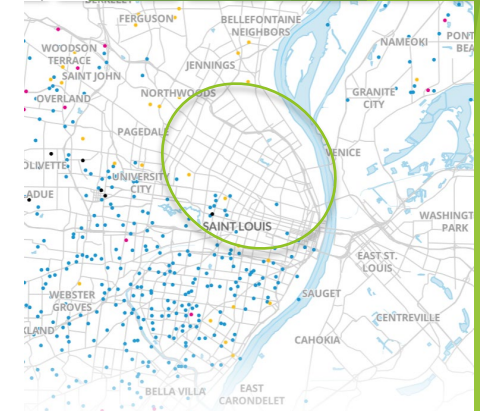 BERKELEY
FERGUSON
BELLEFONTAINE
NEIGHBORS
WOODSON
TERRACE
NAMEOKI
PONT
BEA
JENNINGS
SAINT JOHN
NORTHWOODS
OVERLAND
GRANITE
CITY
PAGEDALE
VENICE
OLIVETTE
UNIVERSITY
CITY
ADUE
SAINT LOUIS
WASHINGT
PARK
EAST ST.
LOUIS
SAUGET
WEBSTER
GROVES
CENTREVILLE
KLAND
CAHOKIA
BELLA VILLA
EAST
CARONDELET